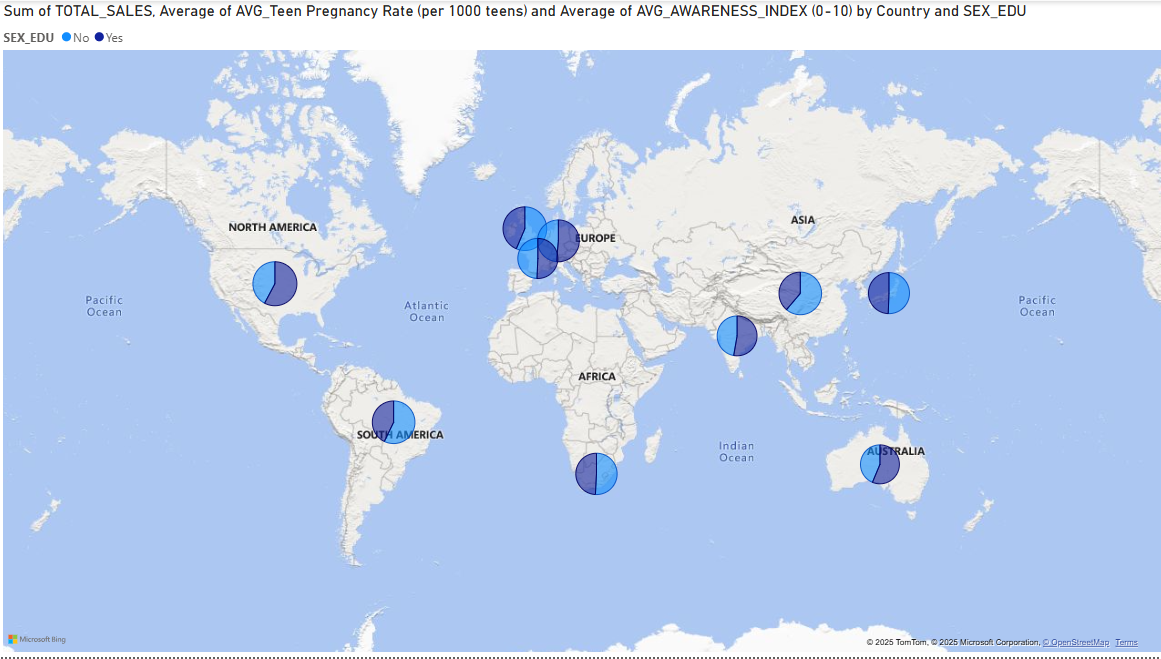 Sum of TOTAL_SALES, Average of AVG_Teen Pregnancy Rate (per 1000 teens) and Average of AVG_AWARENESS_INDEX (0-10) by Country and SEX_EDU
SEX_EDU No Yes
NORTH AMERICA
EUROPE
ASIA
Pacific
Ocean
Atlantic
Ocean
Pacific
Ocean
AFRICA
SOUTH AMERICA
Indian
Ocean
AUSTRALIA
Microsoft Bing
© 2025 TomTom, © 2025 Microsoft Corporation, © OpenStreetMap Terms